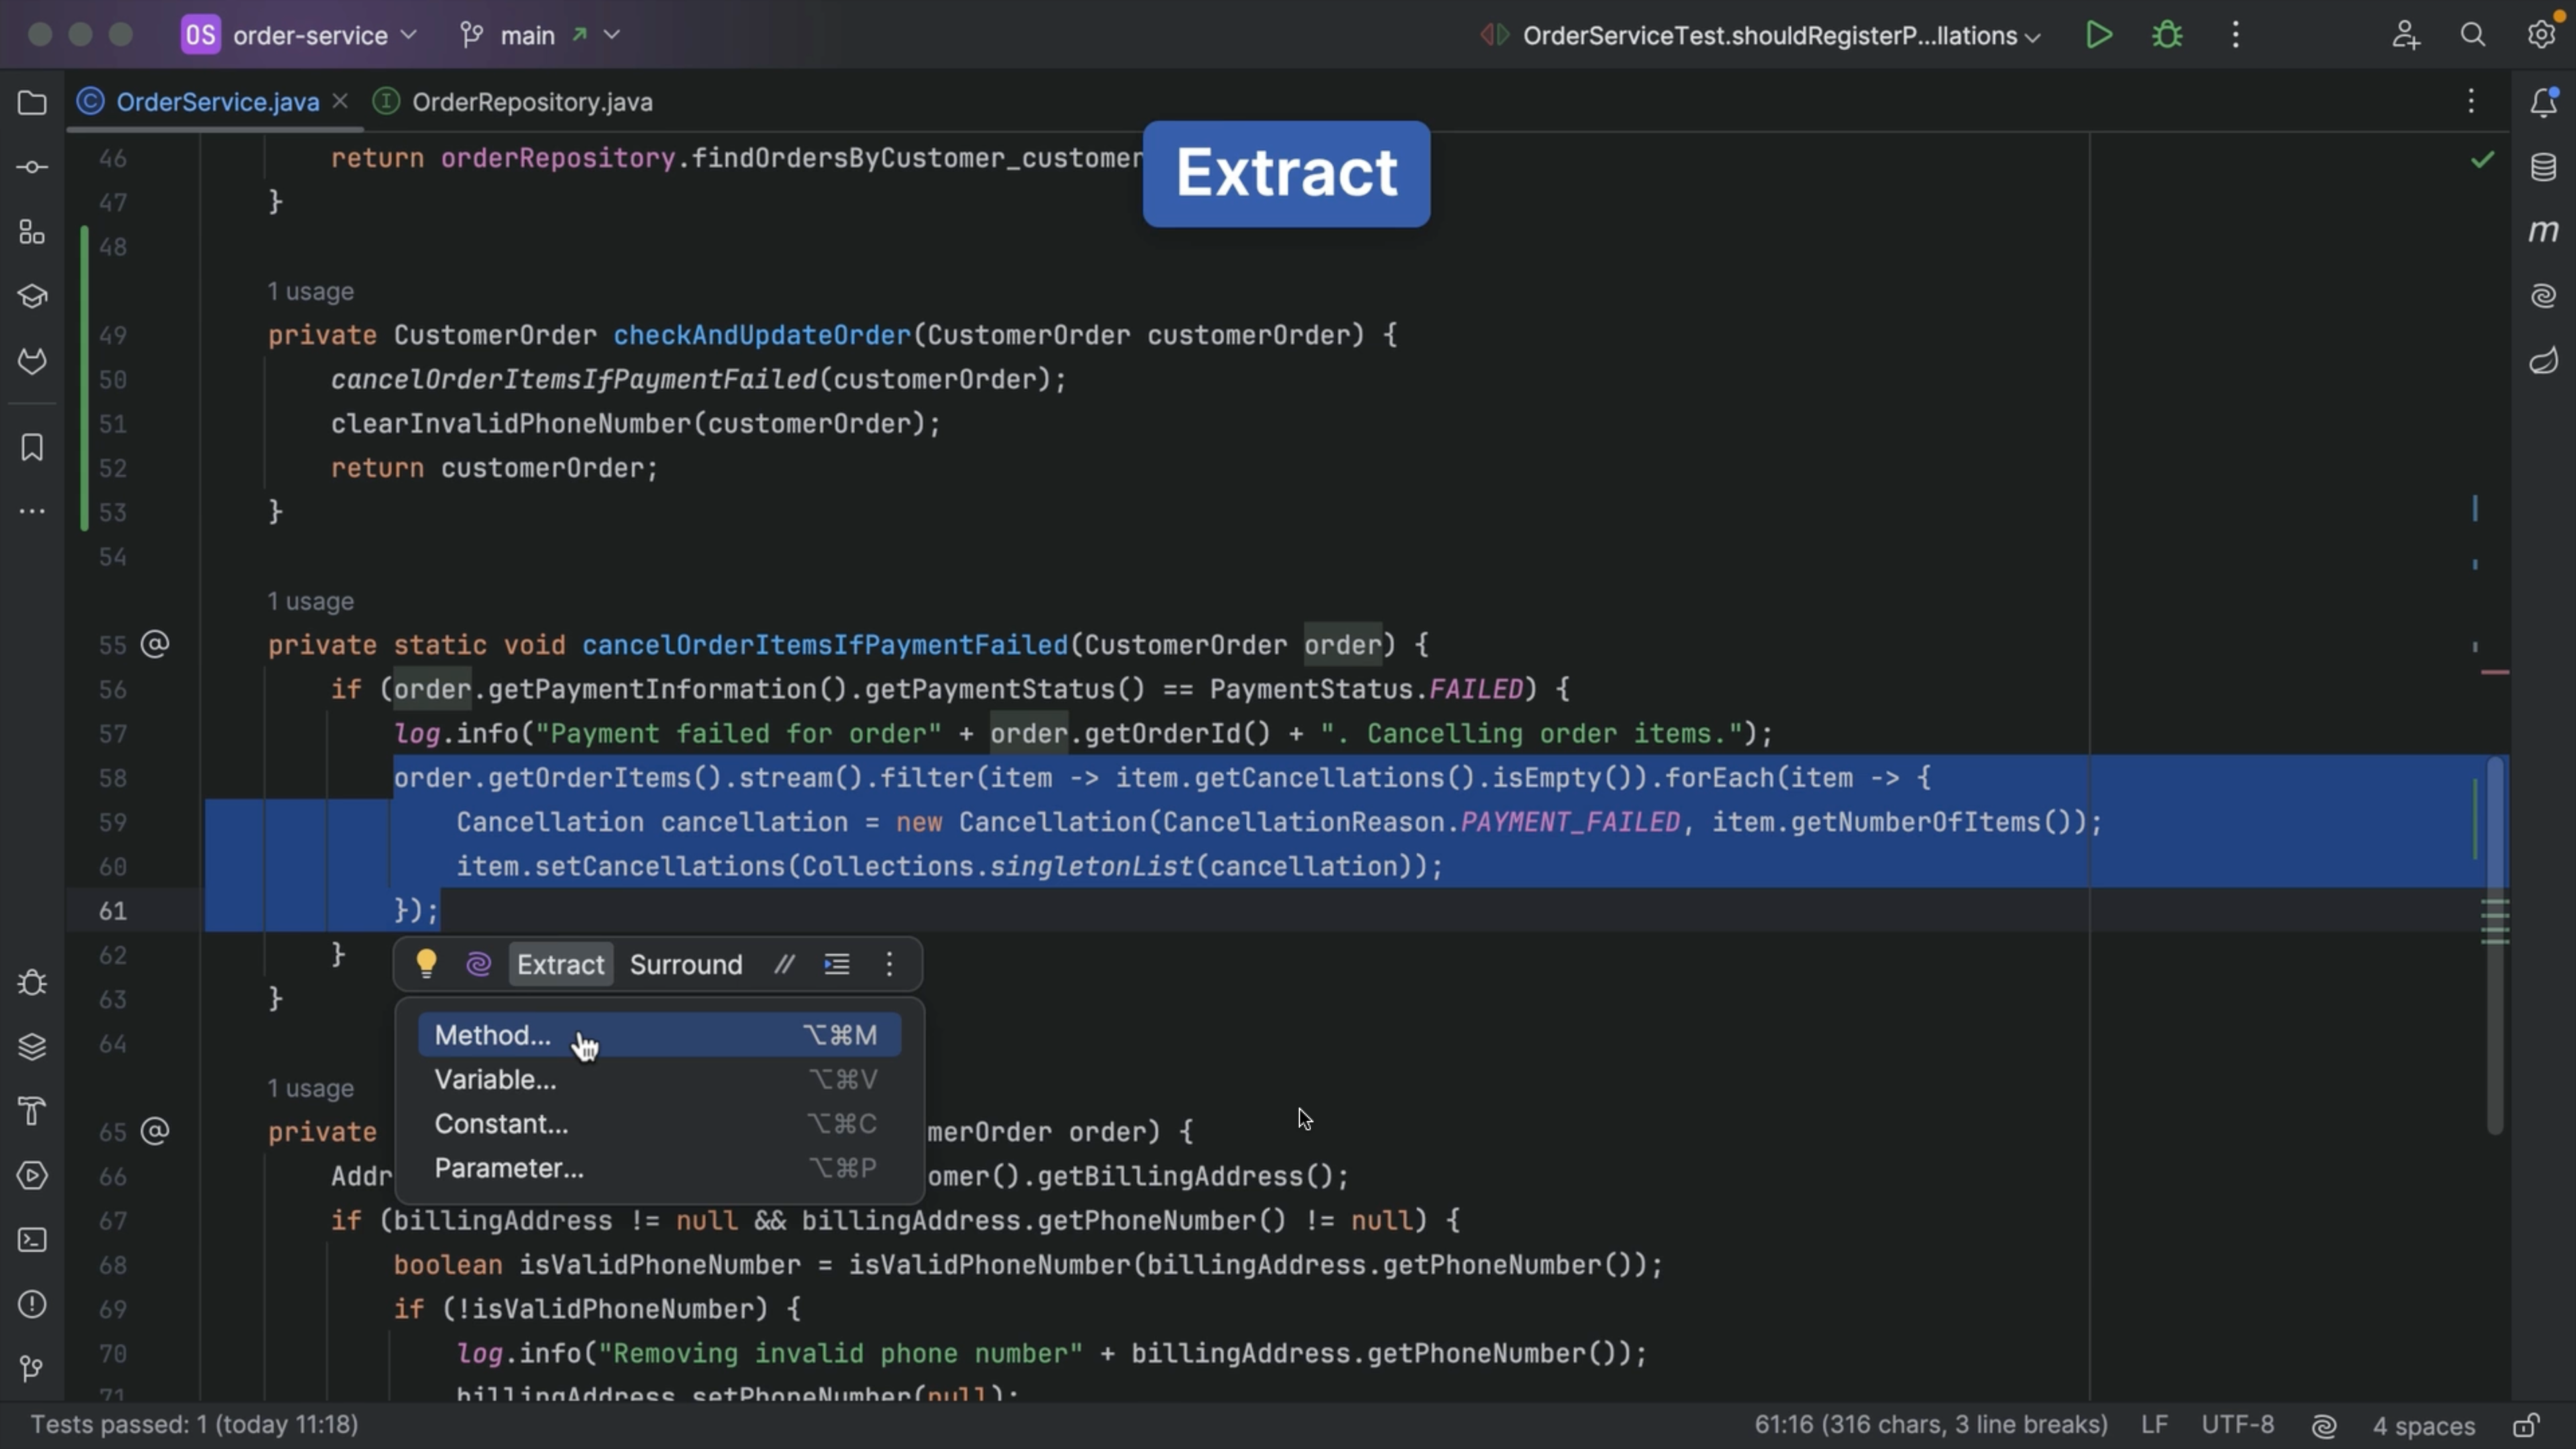 OS order-service main OrderServiceTest.shouldRegisterP...llations
OrderService.java OrderRepository.java
Extract
46 return orderRepository.findOrdersByCustomer_customer
47 }
48
1 usage
49 private CustomerOrder checkAndUpdateOrder(CustomerOrder customerOrder) {
50 cancelOrderItemsIfPaymentFailed(customerOrder);
51 clearInvalidPhoneNumber(customerOrder);
52 return customerOrder;
53 }
54
1 usage
55 @ private static void cancelOrderItemsIfPaymentFailed(CustomerOrder order) {
56 if (order.getPaymentInformation().getPaymentStatus() == PaymentStatus.FAILED) {
57 log.info("Payment failed for order" + order.getOrderId() + ". Cancelling order items.");
58 order.getOrderItems().stream().filter(item -> item.getCancellations().isEmpty()).forEach(item -> {
59 Cancellation cancellation = new Cancellation(CancellationReason.PAYMENT_FAILED, item.getNumberOfItems());
60 item.setCancellations(Collections.singletonList(cancellation));
61 });
62 }
Extract Surround //
63 }
Method... ⌥⌘M
64
Variable... ⌥⌘V
1 usage
Constant... ⌥⌘C
65 @ private merOrder order) {
Parameter... ⌥⌘P
66 Addr omer().getBillingAddress();
67 if (billingAddress != null && billingAddress.getPhoneNumber() != null) {
68 boolean isValidPhoneNumber = isValidPhoneNumber(billingAddress.getPhoneNumber());
69 if (!isValidPhoneNumber) {
70 log.info("Removing invalid phone number" + billingAddress.getPhoneNumber());
71 billingAddress.setPhoneNumber(null);
Tests passed: 1 (today 11:18) 61:16 (316 chars, 3 line breaks) LF UTF-8 4 spaces
m